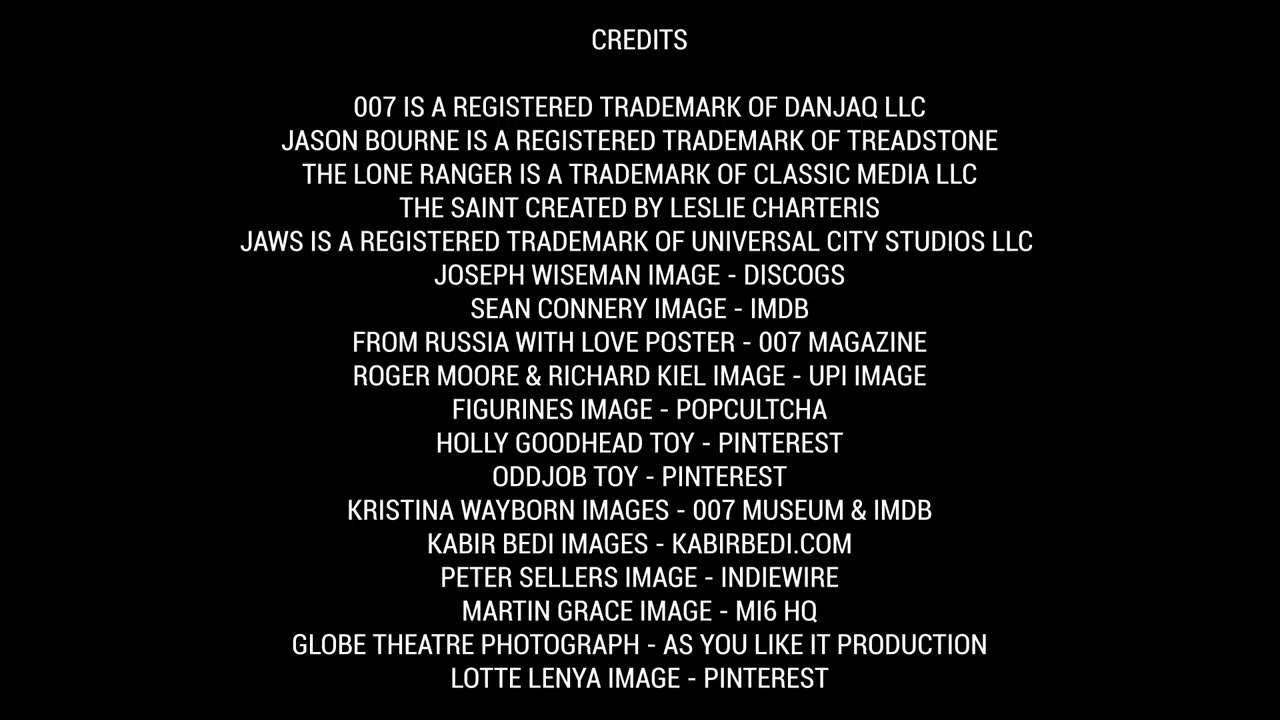 CREDITS
007 IS A REGISTERED TRADEMARK OF DANJAQ LLC
JASON BOURNE IS A REGISTERED TRADEMARK OF TREADSTONE
THE LONE RANGER IS A TRADEMARK OF CLASSIC MEDIA LLC
THE SAINT CREATED BY LESLIE CHARTERIS
JAWS IS A REGISTERED TRADEMARK OF UNIVERSAL CITY STUDIOS LLC
JOSEPH WISEMAN IMAGE - DISCOGS
SEAN CONNERY IMAGE - IMDB
FROM RUSSIA WITH LOVE POSTER - 007 MAGAZINE
ROGER MOORE & RICHARD KIEL IMAGE - UPI IMAGE
FIGURINES IMAGE - POPCULTCHA
HOLLY GOODHEAD TOY - PINTEREST
ODDJOB TOY - PINTEREST
KRISTINA WAYBORN IMAGES - 007 MUSEUM & IMDB
KABIR BEDI IMAGES - KABIRBEDI.COM
PETER SELLERS IMAGE - INDIEWIRE
MARTIN GRACE IMAGE - MI6 HQ
GLOBE THEATRE PHOTOGRAPH - AS YOU LIKE IT PRODUCTION
LOTTE LENYA IMAGE - PINTEREST